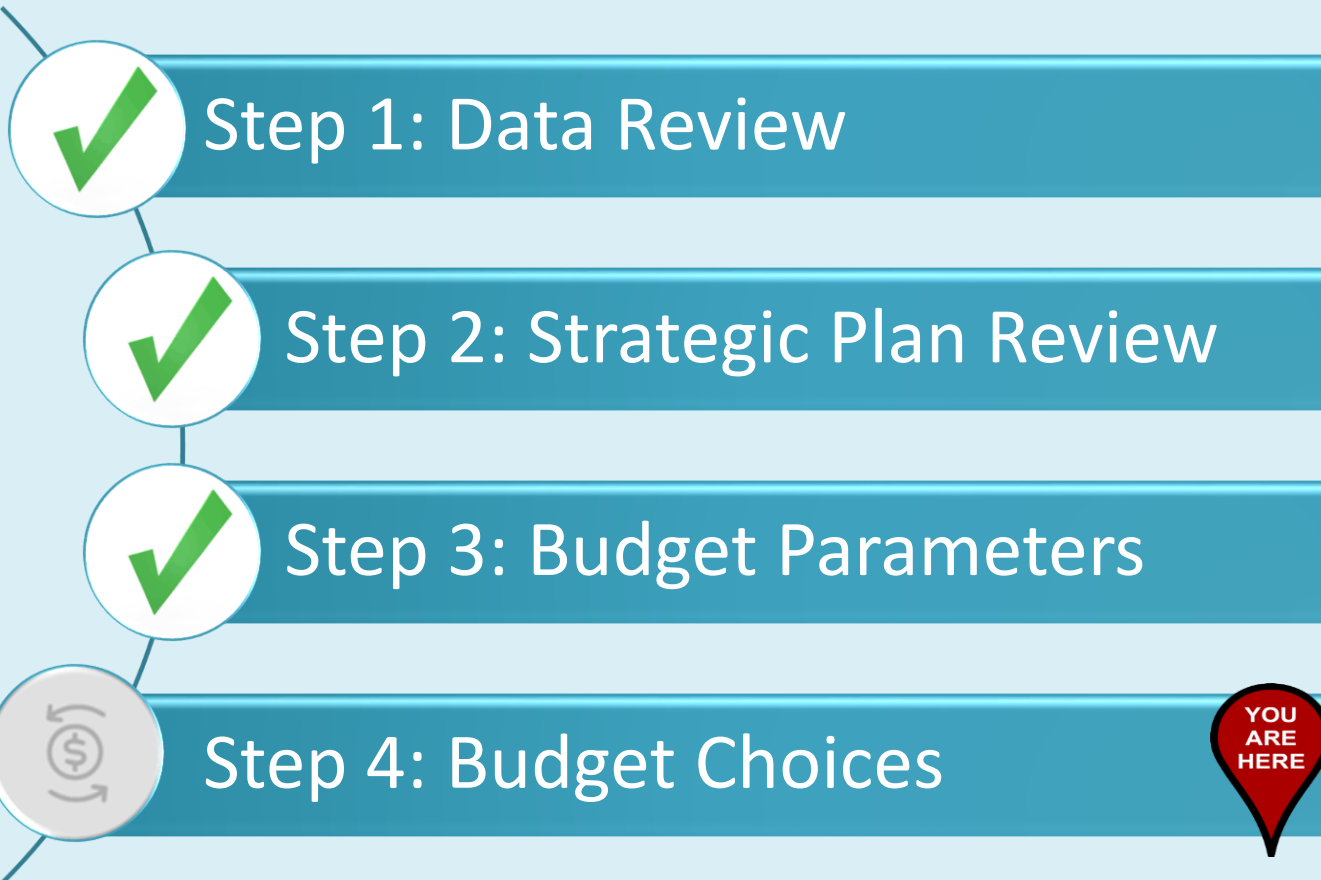 Step 1: Data Review
Step 2: Strategic Plan Review
Step 3: Budget Parameters
$
Step 4: Budget Choices
YOU
ARE
HERE